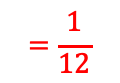 = 1/12